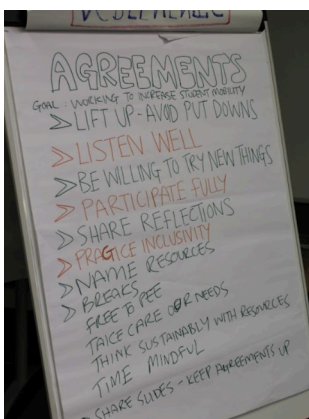 AGREEMENTS
GOAL: WORKING TO INCREASE STUDENT MOBILITY
> LIFT UP - AVOID PUT DOWNS
> LISTEN WELL
> BE WILLING TO TRY NEW THINGS
> PARTICIPATE FULLY
> SHARE REFLECTIONS
> PRACTICE INCLUSIVITY
> NAME RESOURCES
> BREAKS
FREE TO PEE
TAKE CARE OF NEEDS
THINK SUSTAINABLY WITH RESOURCES
TIME MINDFUL
> SHARE SLIDES - KEEP AGREEMENTS UP